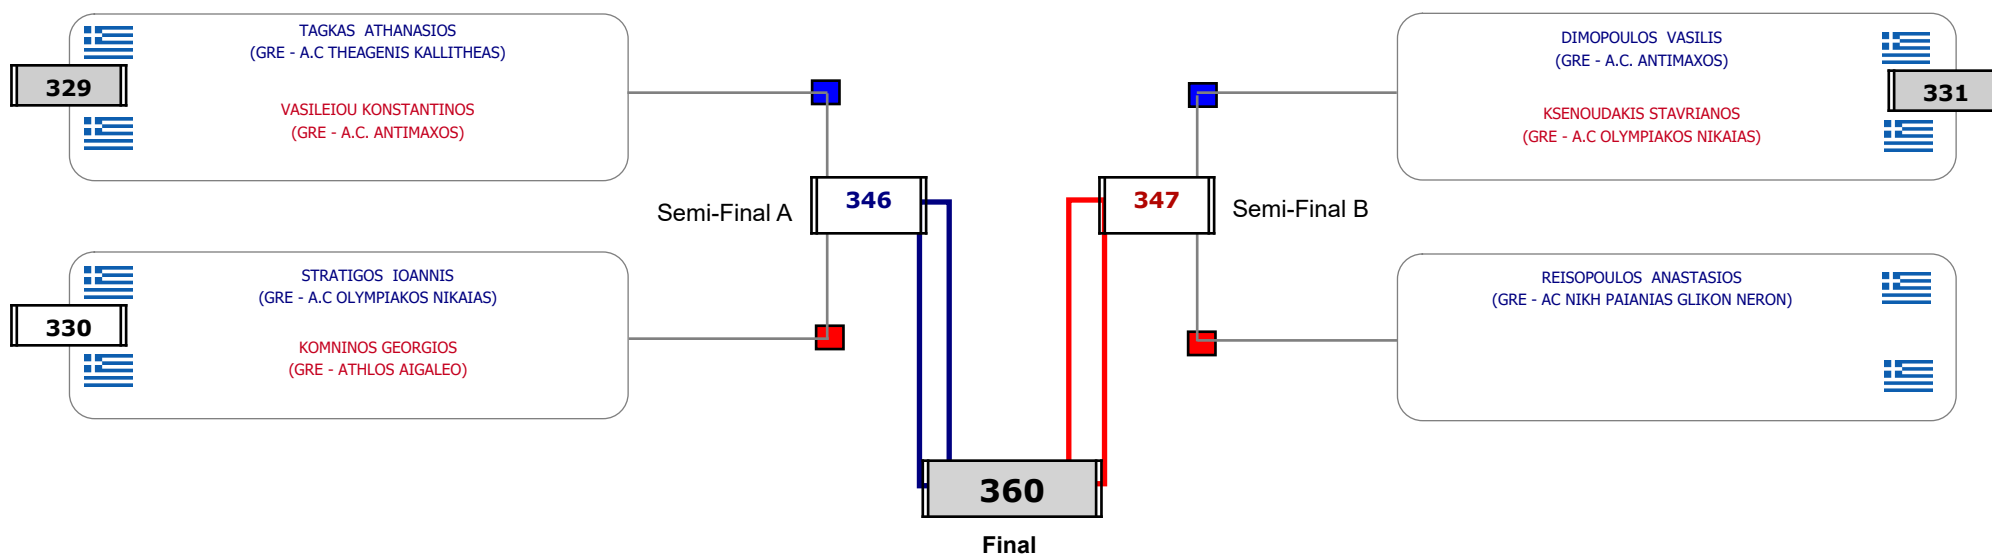 TAGKAS ATHANASIOS
(GRE - A.C THEAGENIS KALLITHEAS)
329
VASILEIOU KONSTANTINOS
(GRE - A.C. ANTIMAXOS)
STRATIGOS IOANNIS
(GRE - A.C OLYMPIAKOS NIKAIAS)
330
KOMNINOS GEORGIOS
(GRE - ATHLOS AIGALEO)
Semi-Final A
346
347
Semi-Final B
DIMOPOULOS VASILIS
(GRE - A.C. ANTIMAXOS)
331
KSENOUDAKIS STAVRIANOS
(GRE - A.C OLYMPIAKOS NIKAIAS)
REISOPOULOS ANASTASIOS
(GRE - AC NIKH PAIANIAS GLIKON NERON)
360
Final